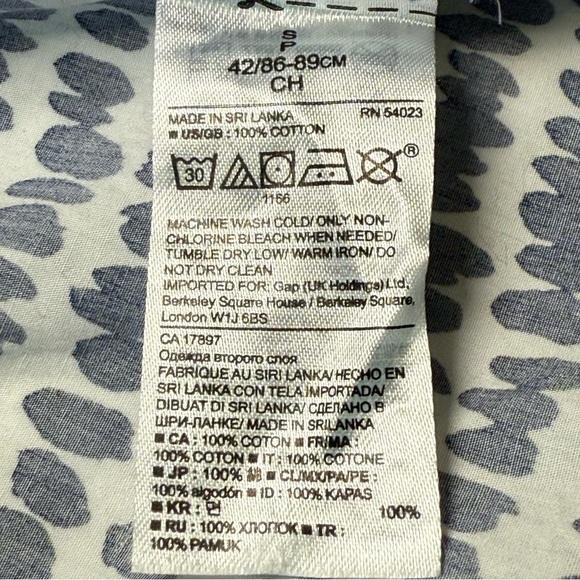 S
P
42/86-89CM
CH
MADE IN SRI LANKA RN 54023
■ US/GB : 100% COTTON
30
®
1166
MACHINE WASH COLD/ ONLY NON-
CHLORINE BLEACH WHEN NEEDED/
TUMBLE DRY LOW/ WARM IRON/ DO
NOT DRY CLEAN
IMPORTED FOR: Gap (UK Holdings) Ltd,
Berkeley Square House / Berkeley Square,
London W1J 6BS
CA 17897
Одежда второго слоя
FABRIQUE AU SIRI LANKA/ HECHO EN
SRI LANKA CON TELA IMPORTADA/
DIBUAT DI SRI LANKA/ СДЕЛАНО В
ШРИ-ЛАНКЕ/ MADE IN SRILANKA
■ CA : 100% COTON ■ FR/MA :
100% COTON ■ IT : 100% COTONE
■ JP : 100% 綿 ■ CL/MX/PA/PE :
100% algodón ■ ID : 100% KAPAS
■ KR : 면 100%
■ RU : 100% ХЛОПОК ■ TR :
100% PAMUK